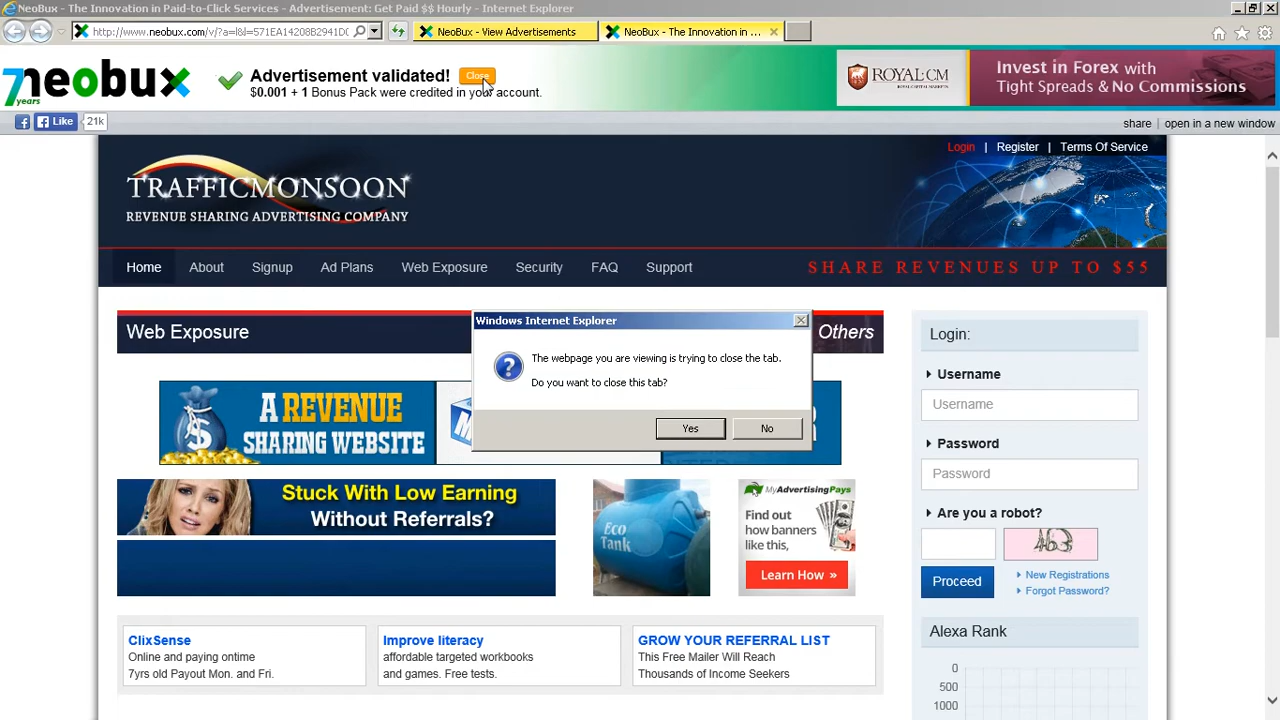 NeoBux - The Innovation in Paid-to-Click Services - Advertisement: Get Paid $$ Hourly - Internet Explorer
http://www.neobux.com/v/?a=l&l=571EA14208B2941D0
NeoBux - View Advertisements
NeoBux - The Innovation in ...
7neobux
years
Advertisement validated!
Close
$0.001 + 1 Bonus Pack were credited in your account.
ROYAL CM
Invest in Forex with
Tight Spreads & No Commissions
Like
21k
share | open in a new window
Login | Register | Terms Of Service
TRAFFICMONSOON
REVENUE SHARING ADVERTISING COMPANY
Home
About
Signup
Ad Plans
Web Exposure
Security
FAQ
Support
SHARE REVENUES UP TO $55
Web Exposure
Others
Windows Internet Explorer
The webpage you are viewing is trying to close the tab.
Do you want to close this tab?
Yes
No
A REVENUE
SHARING WEBSITE
Stuck With Low Earning
Without Referrals?
Eco
Tank
MyAdvertisingPays
Find out
how banners
like this,
Learn How »
ClixSense
Online and paying ontime
7yrs old Payout Mon. and Fri.
Improve literacy
affordable targeted workbooks
and games. Free tests.
GROW YOUR REFERRAL LIST
This Free Mailer Will Reach
Thousands of Income Seekers
Login:
Username
Username
Password
Password
Are you a robot?
Proceed
New Registrations
Forgot Password?
Alexa Rank
0
500
1000